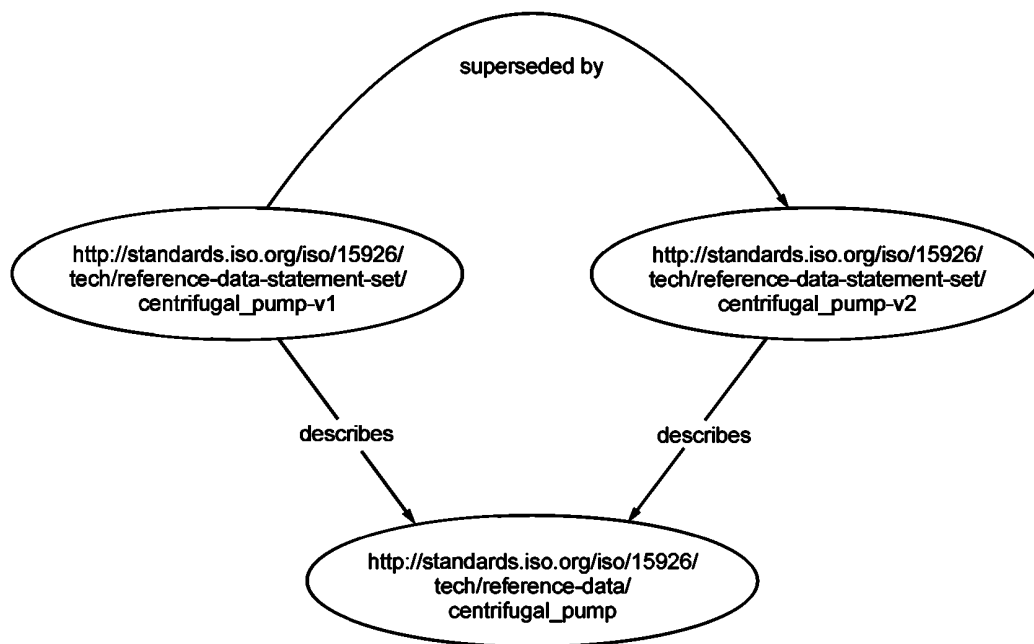 superseded by
http://standards.iso.org/iso/15926/
tech/reference-data-statement-set/
centrifugal_pump-v1
http://standards.iso.org/iso/15926/
tech/reference-data-statement-set/
centrifugal_pump-v2
describes
describes
http://standards.iso.org/iso/15926/
tech/reference-data/
centrifugal_pump